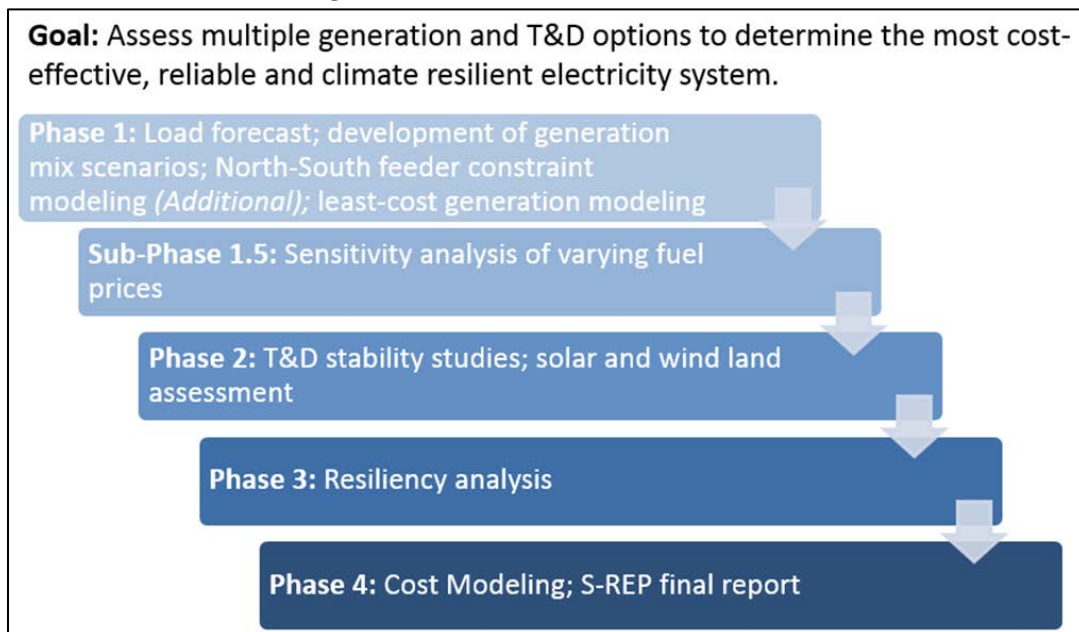 Goal: Assess multiple generation and T&D options to determine the most cost-
effective, reliable and climate resilient electricity system.
Phase 1: Load forecast; development of generation
mix scenarios; North-South feeder constraint
modeling (Additional); least-cost generation modeling
Sub-Phase 1.5: Sensitivity analysis of varying fuel
prices
Phase 2: T&D stability studies; solar and wind land
assessment
Phase 3: Resiliency analysis
Phase 4: Cost Modeling; S-REP final report